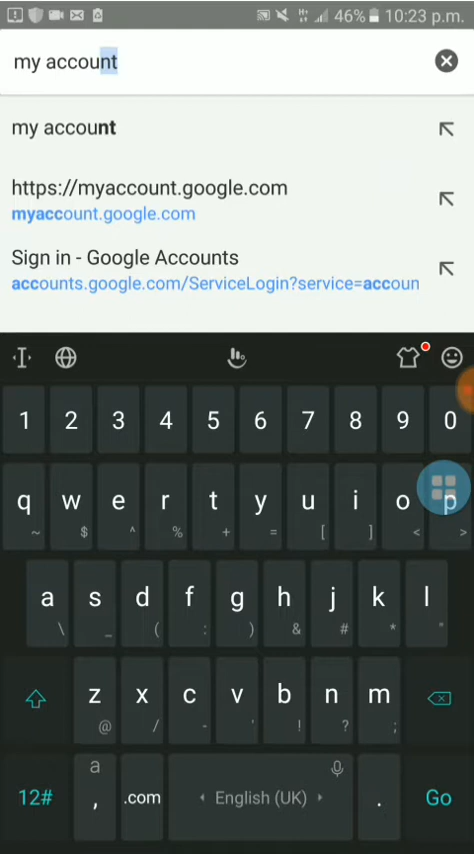 46% 10:23 p.m.
my account
my account
https://myaccount.google.com
myaccount.google.com
Sign in - Google Accounts
accounts.google.com/ServiceLogin?service=accoun
1 2 3 4 5 6 7 8 9 0
q w e r t y u i o p
~ $ ^ % + = [ ] < >
a s d f g h j k l
\ _ ( : ) & # * "
z x c v b n m
@ / - ' ! ? ;
a
12# , .com English (UK) . Go